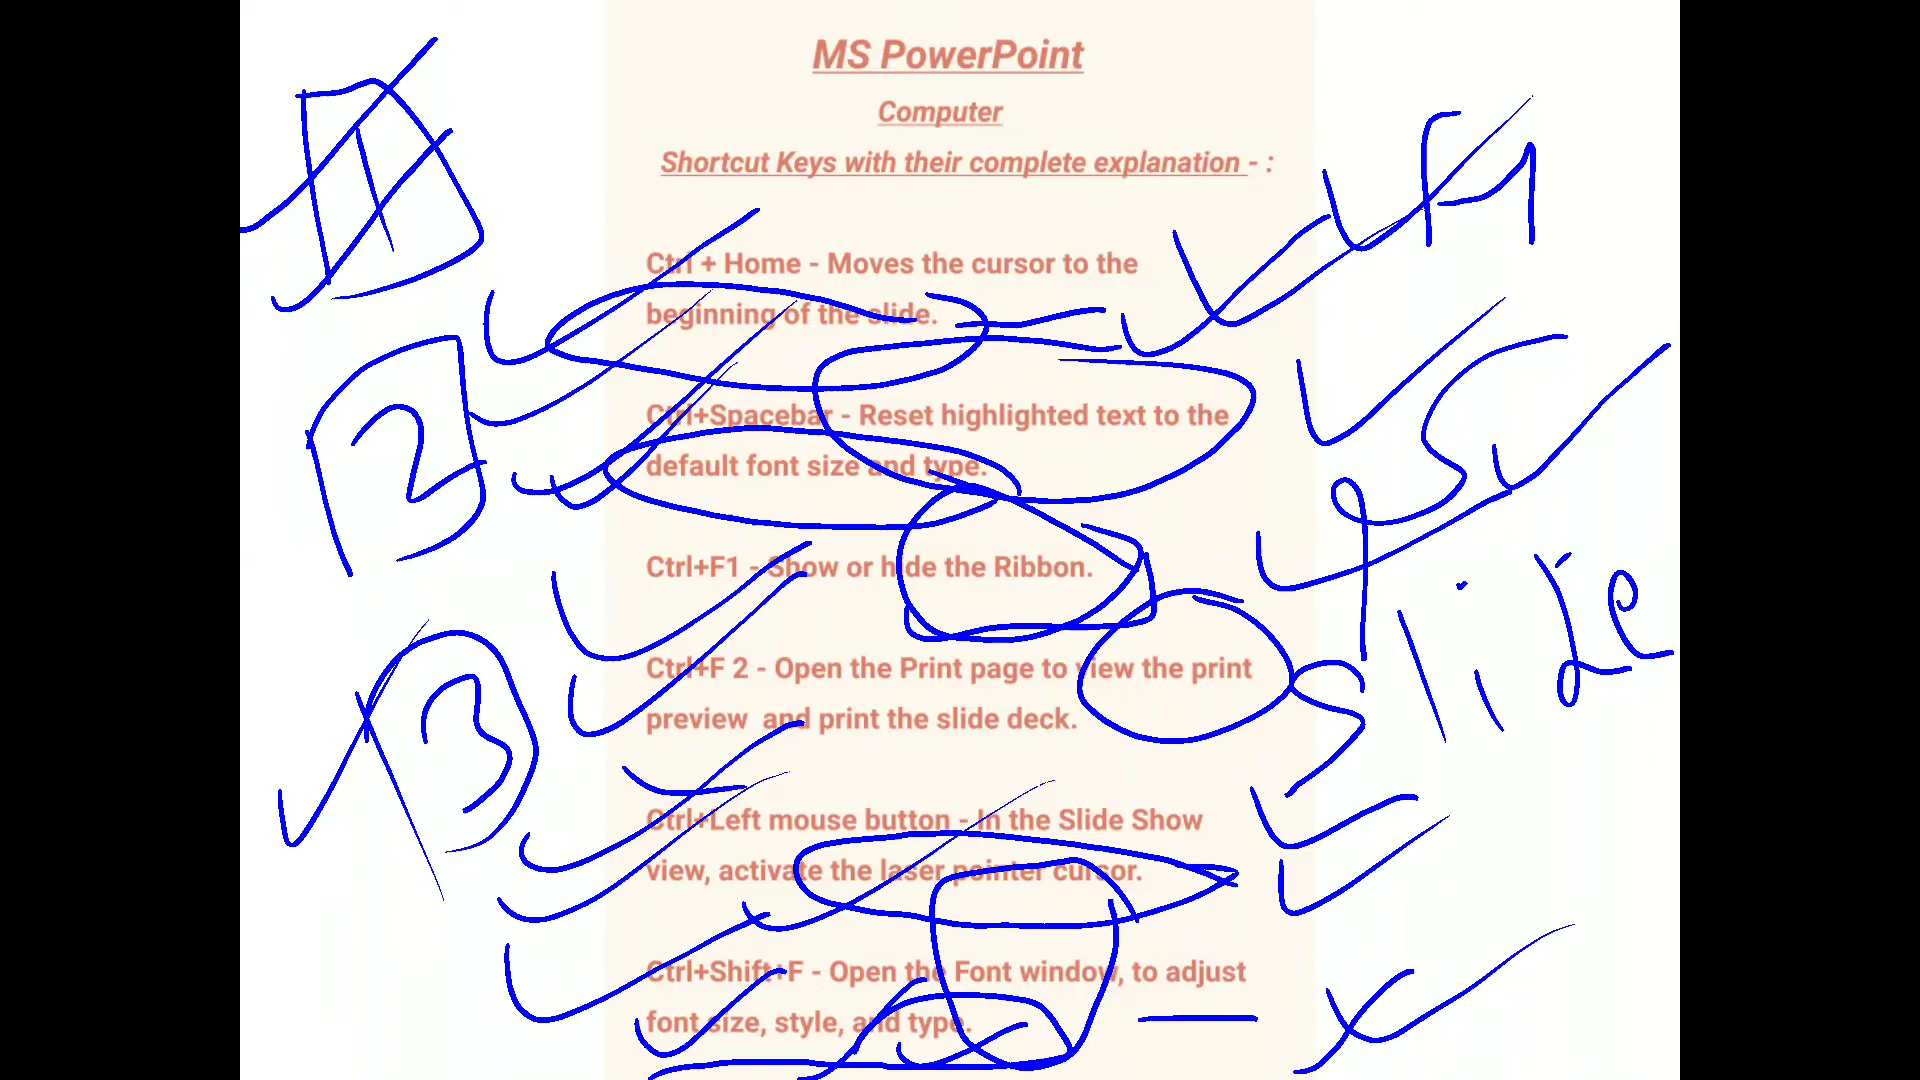 MS PowerPoint
Computer
Shortcut Keys with their complete explanation - :
1
F1
Ctrl + Home - Moves the cursor to the
beginning of the slide.
2
Ctrl+Spacebar - Reset highlighted text to the
default font size and type.
Ctrl+F1 - Show or hide the Ribbon.
Slide
3
Ctrl+F 2 - Open the Print page to view the print
preview and print the slide deck.
Ctrl+Left mouse button - In the Slide Show
view, activate the laser pointer cursor.
Ctrl+Shift+F - Open the Font window, to adjust
font size, style, and type.